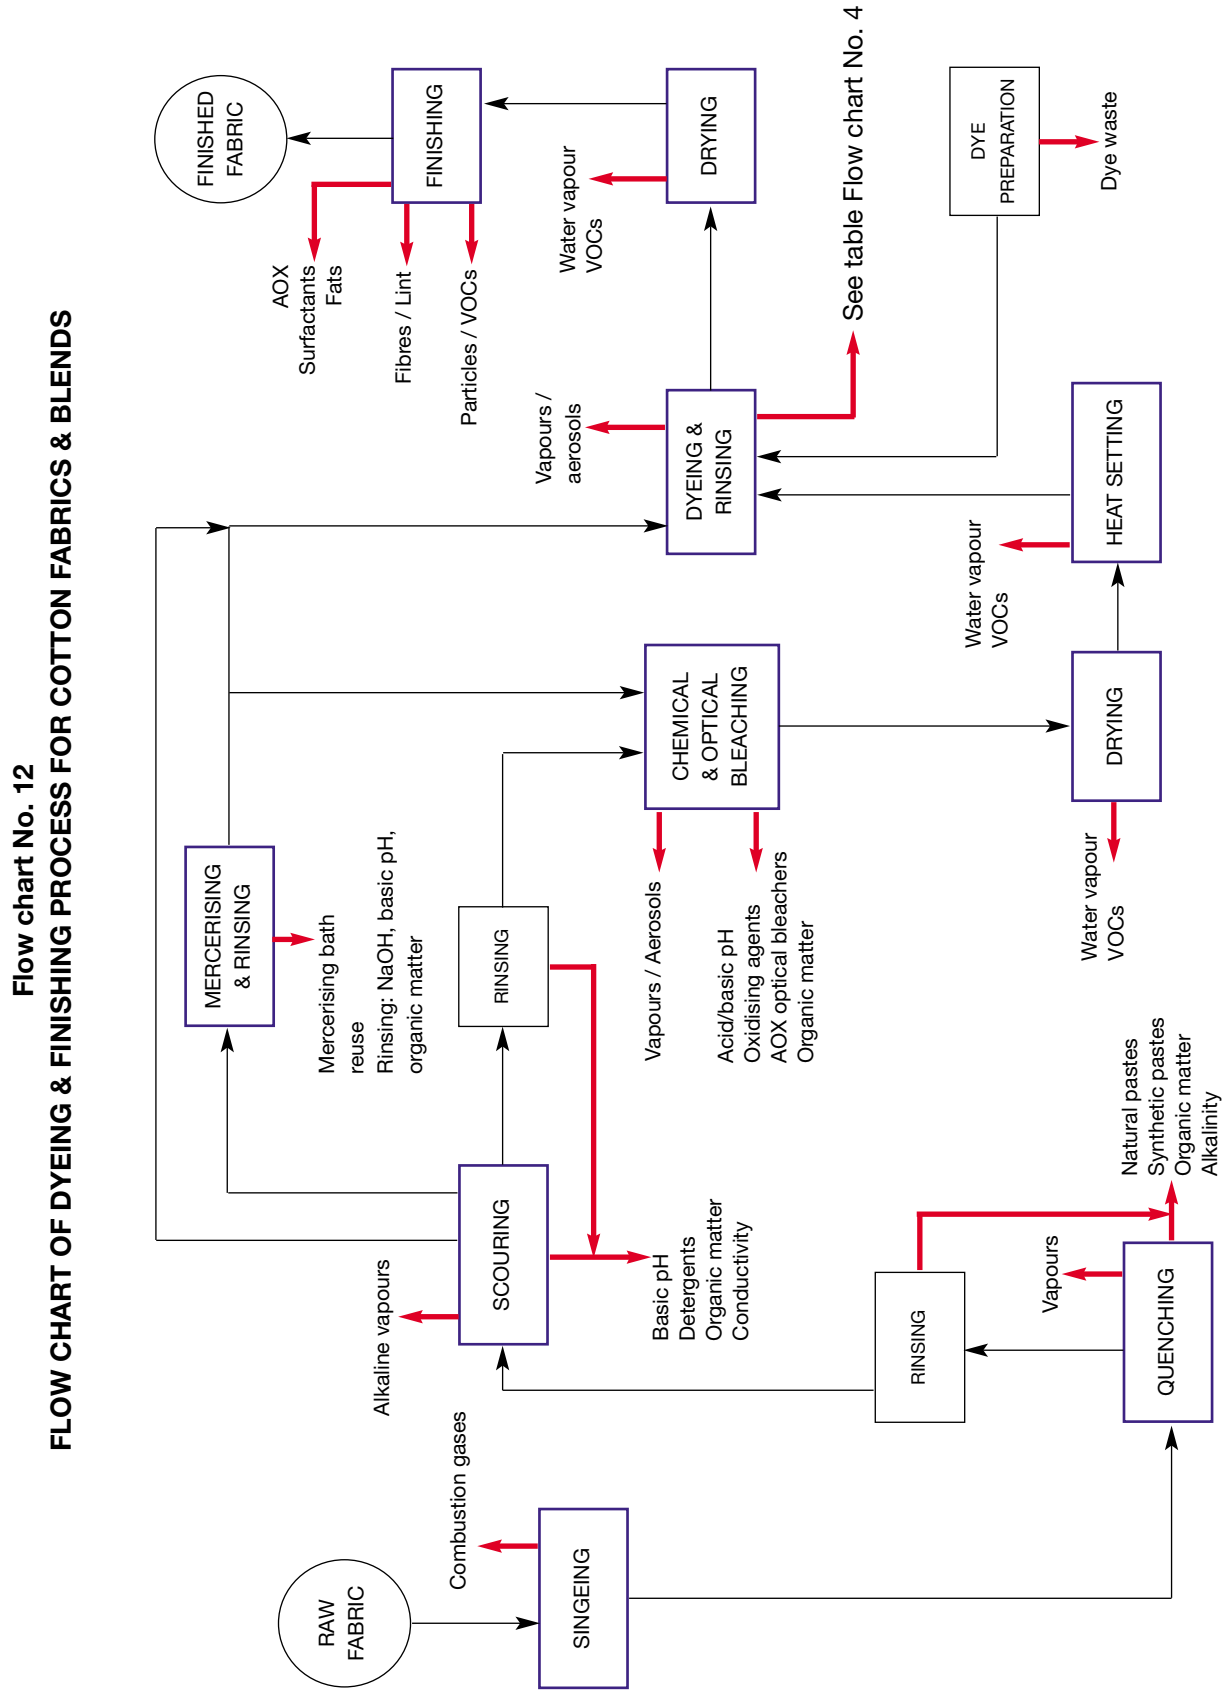 Flow chart No. 12
FLOW CHART OF DYEING & FINISHING PROCESS FOR COTTON FABRICS & BLENDS
RAW
FABRIC
SINGEING
Combustion gases
QUENCHING
Vapours
Natural pastes
Synthetic pastes
Organic matter
Alkalinity
RINSING
SCOURING
Alkaline vapours
Basic pH
Detergents
Organic matter
Conductivity
MERCERISING
& RINSING
Mercerising bath
reuse
Rinsing: NaOH, basic pH,
organic matter
RINSING
CHEMICAL
& OPTICAL
BLEACHING
Vapours / Aerosols
Acid/basic pH
Oxidising agents
AOX optical bleachers
Organic matter
DRYING
Water vapour
VOCs
HEAT SETTING
Water vapour
VOCs
DYEING &
RINSING
Vapours /
aerosols
See table Flow chart No. 4
DYE
PREPARATION
Dye waste
DRYING
Water vapour
VOCs
FINISHING
AOX
Surfactants
Fats
Fibres / Lint
Particles / VOCs
FINISHED
FABRIC